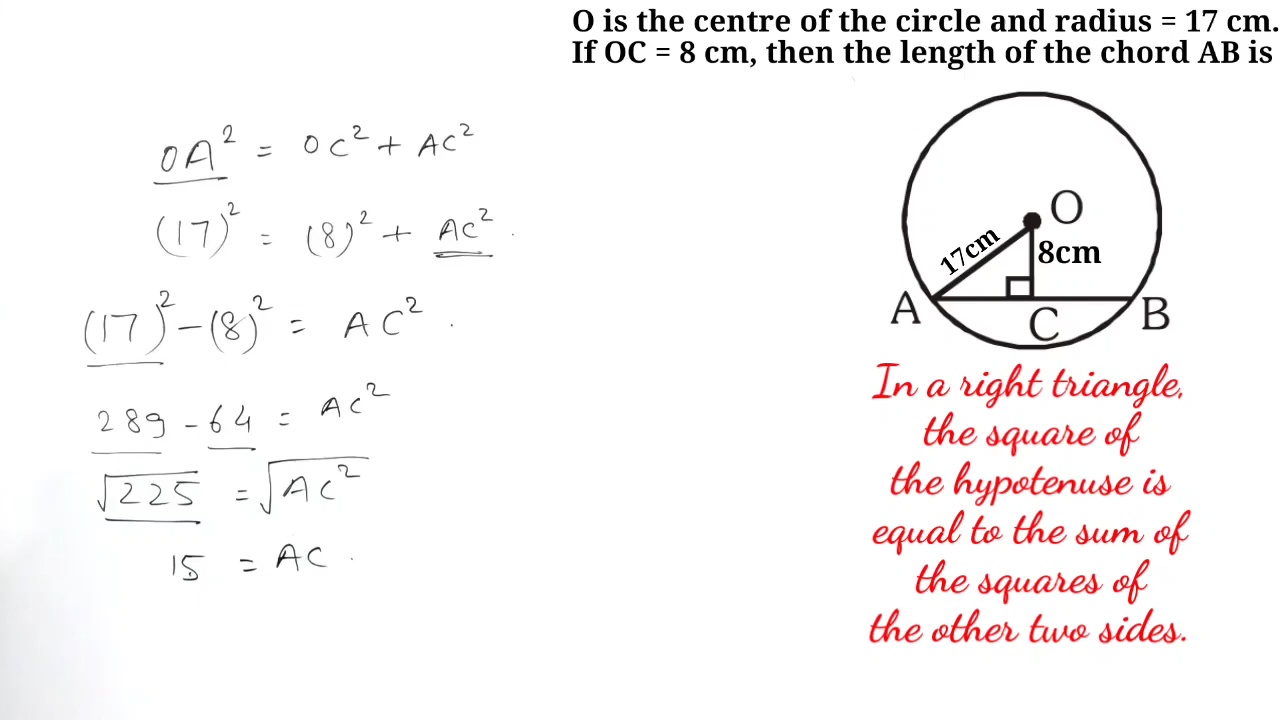 O is the centre of the circle and radius = 17 cm.
If OC = 8 cm, then the length of the chord AB is
OA² = OC² + AC²
(17)² = (8)² + AC²
(17)² - (8)² = AC²
289 - 64 = AC²
√225 = √AC²
15 = AC
O
17cm
8cm
A
C
B
In a right triangle,
the square of
the hypotenuse is
equal to the sum of
the squares of
the other two sides.